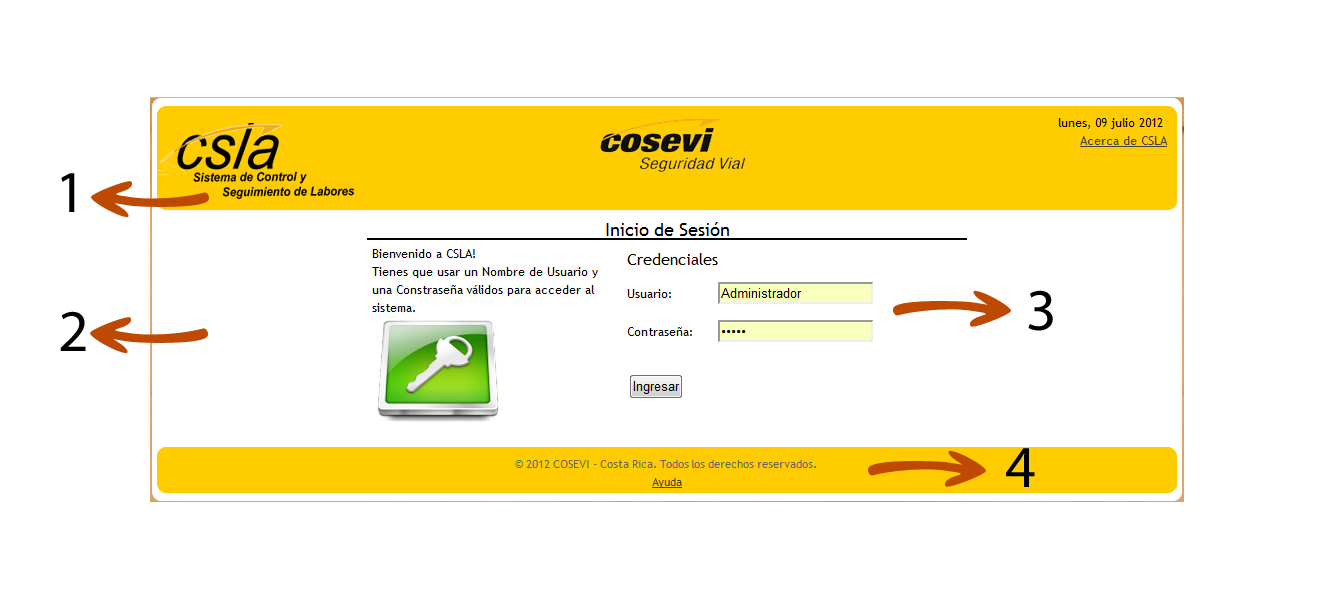 csla
Sistema de Control y
Seguimiento de Labores
cosevi
Seguridad Vial
lunes, 09 julio 2012
Acerca de CSLA
1
Inicio de Sesión
Bienvenido a CSLA!
Tienes que usar un Nombre de Usuario y
una Constraseña válidos para acceder al
sistema.
Credenciales
Usuario: Administrador
Contraseña: •••••
Ingresar
2
3
© 2012 COSEVI - Costa Rica. Todos los derechos reservados.
Ayuda
4